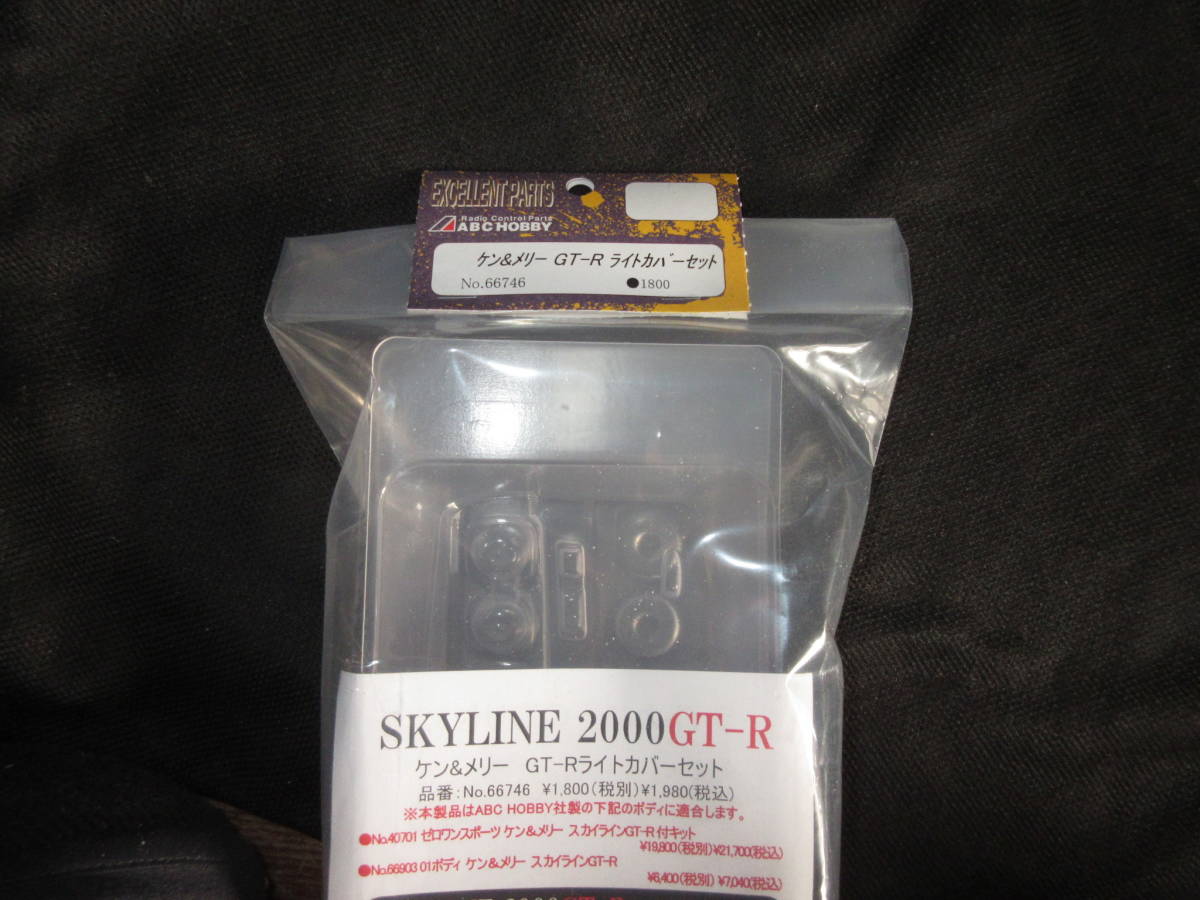 EXCELLENT PARTS
Radio Control Parts
ABC HOBBY
ケン&メリー GT-R ライトカバーセット
No.66746 ●1800
SKYLINE 2000GT-R
ケン&メリー GT-Rライトカバーセット
品番:No.66746 ¥1,800(税別)¥1,980(税込)
※本製品はABC HOBBY社製の下記のボディに適合します。
●No.40701 ゼロワンスポーツ ケン&メリー スカイラインGT-R 付キット
¥19,800(税別)¥21,700(税込)
●No.66903 01ボディ ケン&メリー スカイラインGT-R
¥6,400(税別) ¥7,040(税込)
2000GT-R